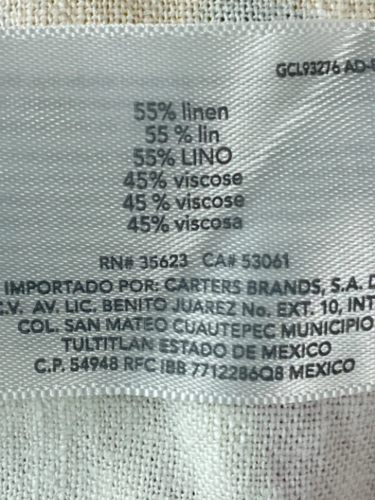 GCL93276 AD-
55% linen
55 % lin
55% LINO
45% viscose
45 % viscose
45% viscosa
RN# 35623 CA# 53061
IMPORTADO POR: CARTERS BRANDS, S.A. D
C.V. AV. LIC. BENITO JUAREZ No. EXT. 10, INT
COL. SAN MATEO CUAUTEPEC MUNICIPIO
TULTITLAN ESTADO DE MEXICO
C.P. 54948 RFC IBB 7712286Q8 MEXICO